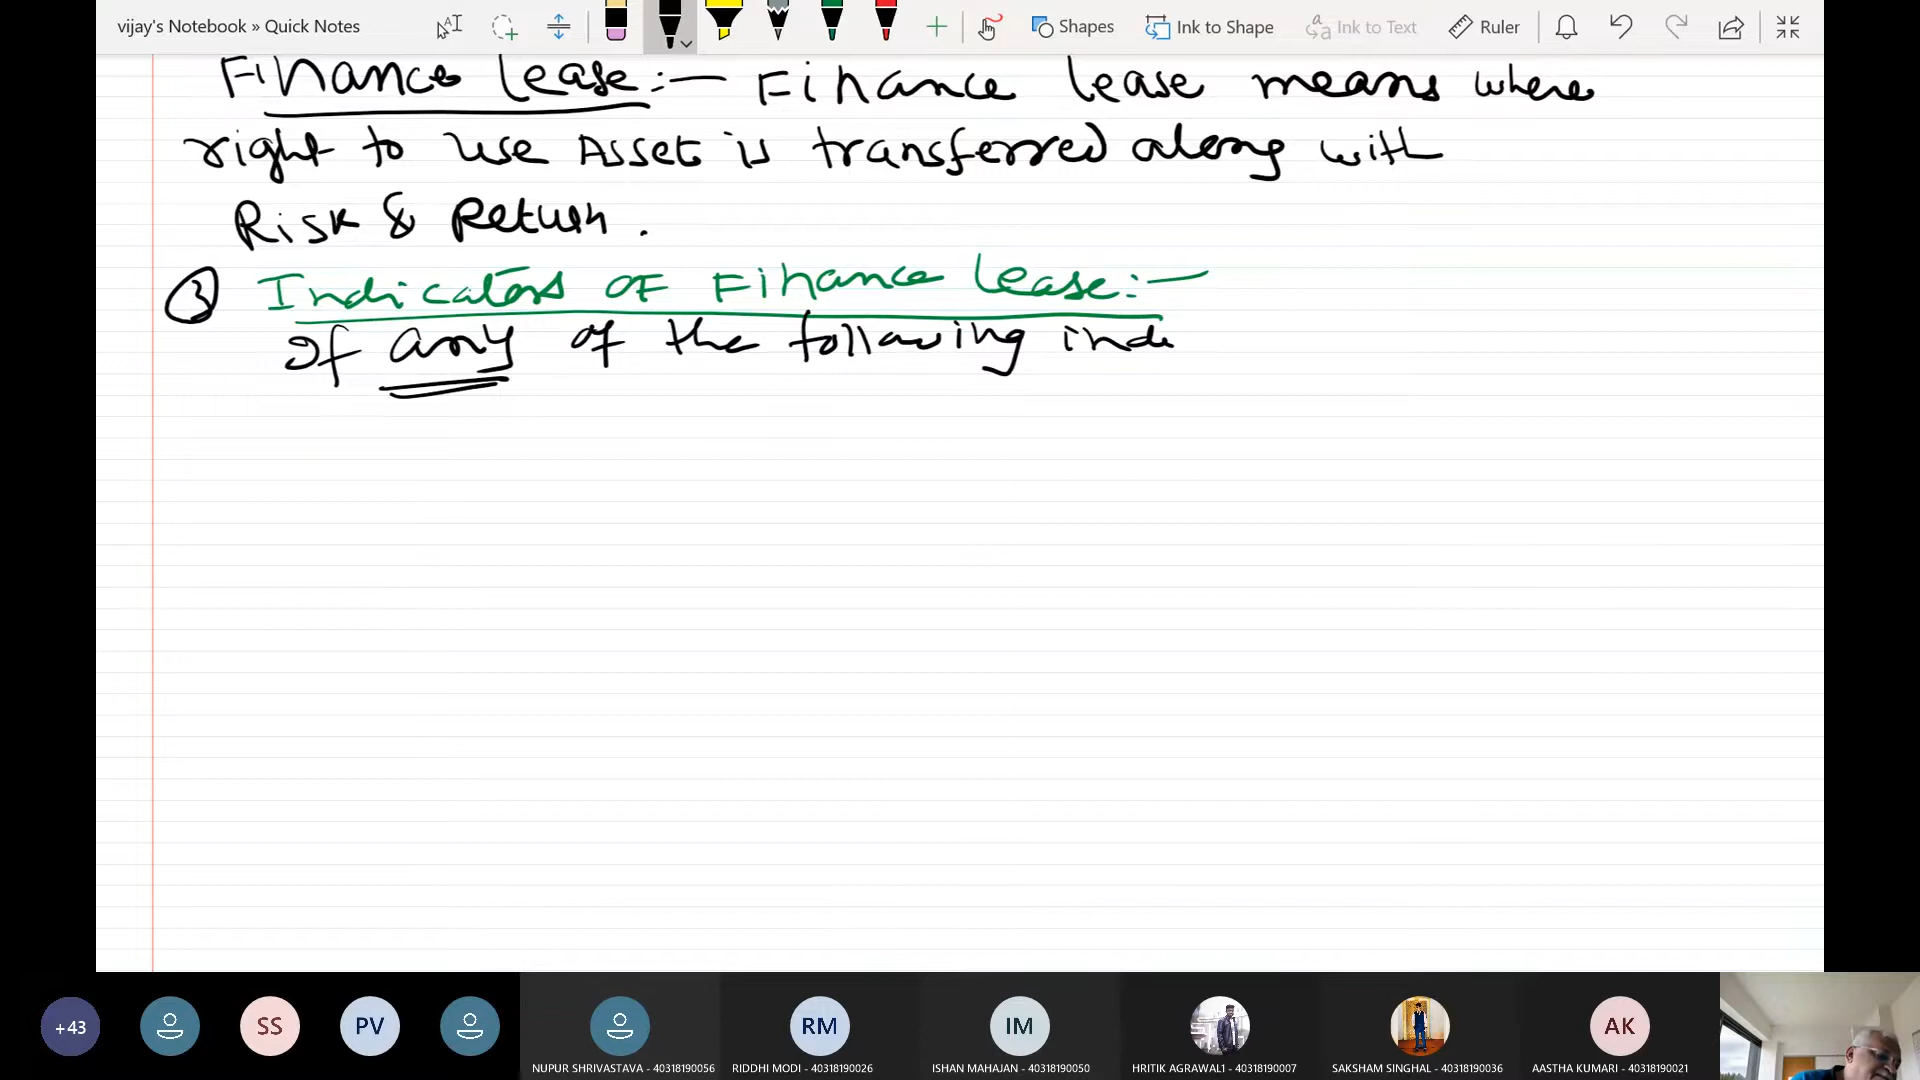 vijay's Notebook » Quick Notes Shapes Ink to Shape Ink to Text Ruler
Finance Lease:- Finance lease means where
right to use Asset is transferred along with
Risk & Return.
③ Indicators of Finance Lease:-
If any of the following indi
+43 SS PV RM IM AK
NUPUR SHRIVASTAVA - 40318190056 RIDDHI MODI - 40318190026 ISHAN MAHAJAN - 40318190050 HRITIK AGRAWAL1 - 40318190007 SAKSHAM SINGHAL - 40318190036 AASTHA KUMARI - 40318190021